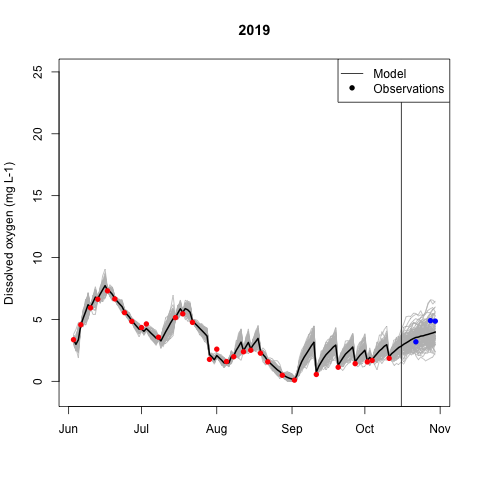 2019
Model
Observations
Dissolved oxygen (mg L-1)
25
20
15
10
5
0
Jun Jul Aug Sep Oct Nov